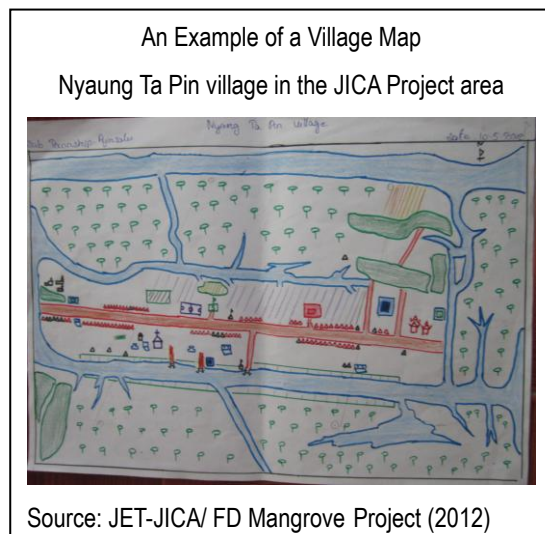 An Example of a Village Map
Nyaung Ta Pin village in the JICA Project area
Nyaung Ta Pin Village
Source: JET-JICA/ FD Mangrove Project (2012)